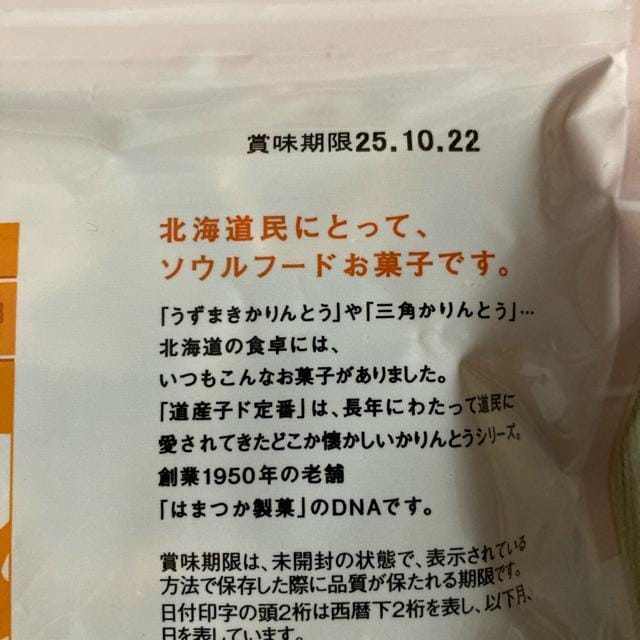 賞味期限25.10.22
北海道民にとって、
ソウルフードお菓子です。
「うずまきかりんとう」や「三角かりんとう」…
北海道の食卓には、
いつもこんなお菓子がありました。
「道産子ド定番」は、長年にわたって道民に
愛されてきたどこか懐かしいかりんとうシリーズ。
創業1950年の老舗
「はまつか製菓」のDNAです。
賞味期限は、未開封の状態で、表示されている
方法で保存した際に品質が保たれる期限です。
日付印字の頭2桁は西暦下2桁を表し、以下月、
日を表しています。